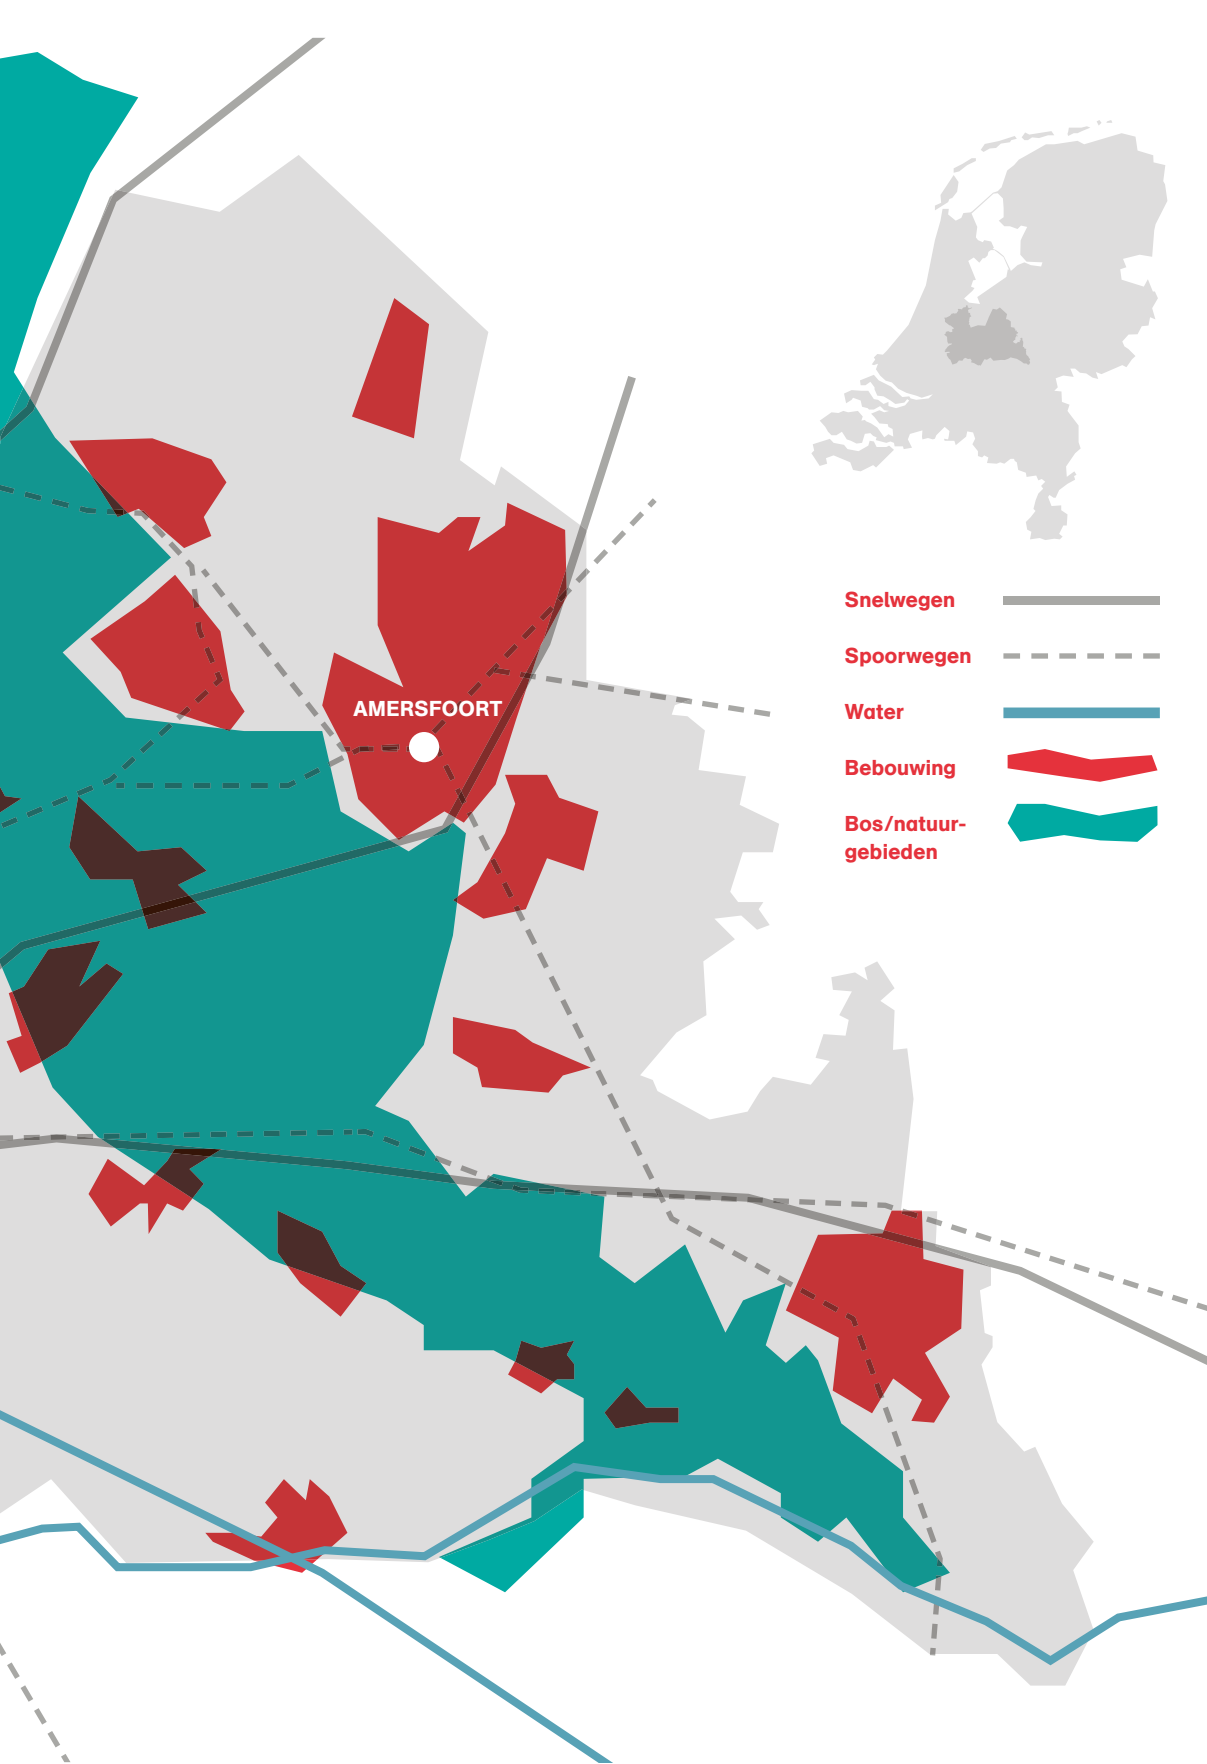 AMERSFOORT
Snelwegen
Spoorwegen
Water
Bebouwing
Bos/natuur-
gebieden